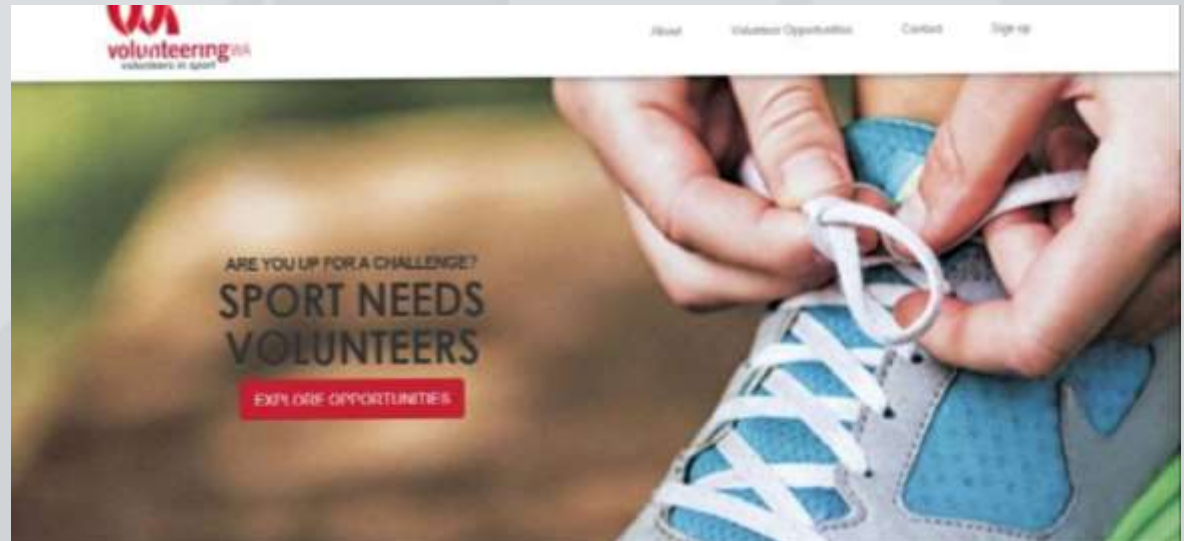 volunteeringWA
volunteers in sport
About
Volunteer Opportunities
Contact
Sign up
ARE YOU UP FOR A CHALLENGE?
SPORT NEEDS
VOLUNTEERS
EXPLORE OPPORTUNITIES